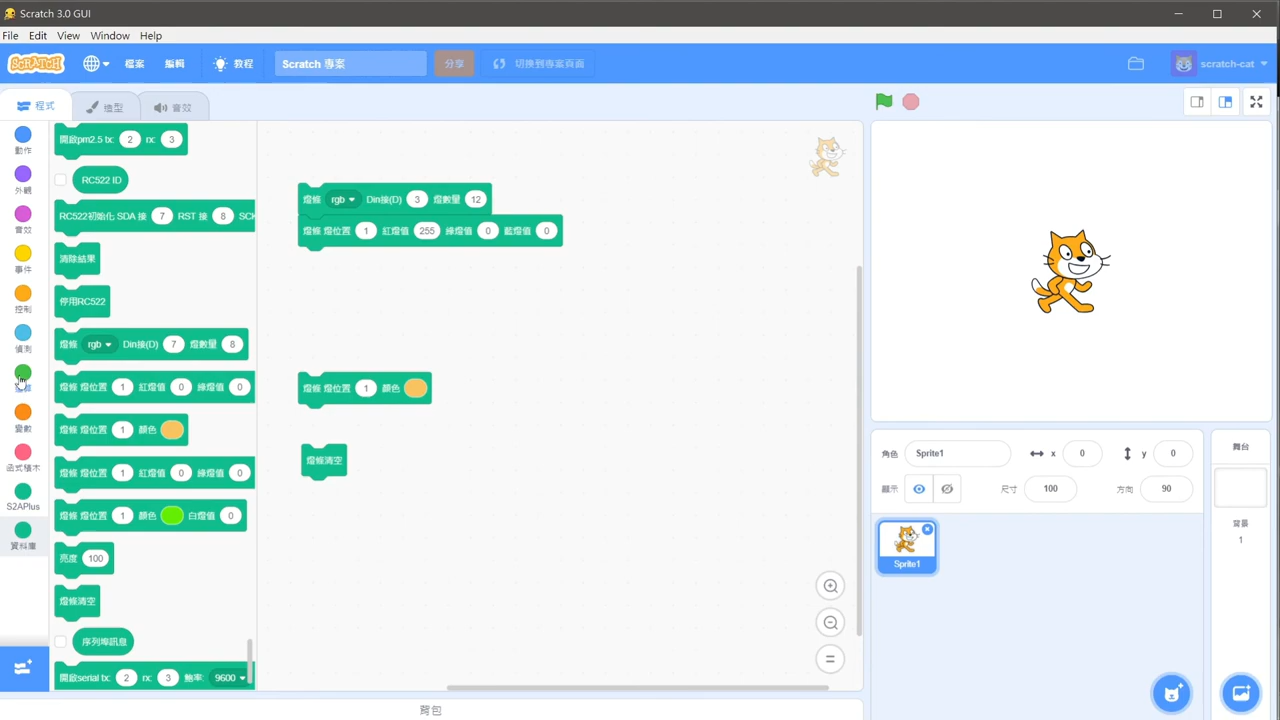 Scratch 3.0 GUI
File Edit View Window Help
SCRATCH 檔案 編輯 教程 Scratch 專案 分享 切換到專案頁面 scratch-cat
程式 造型 音效
動作
外觀
音效
事件
控制
偵測
變數
函式積木
S2APlus
資料庫
開啟pm2.5 tx: 2 rx: 3
RC522 ID
RC522初始化 SDA 接 7 RST 接 8 SCK
清除結果
停用RC522
燈條 rgb Din接(D) 7 燈數量 8
燈條 燈位置 1 紅燈值 0 綠燈值 0
燈條 燈位置 1 顏色
燈條 燈位置 1 紅燈值 0 綠燈值 0
燈條 燈位置 1 顏色 白燈值 0
亮度 100
燈條清空
序列埠訊息
開啟serial tx: 2 rx: 3 鮑率: 9600
燈條 rgb Din接(D) 3 燈數量 12
燈條 燈位置 1 紅燈值 255 綠燈值 0 藍燈值 0
燈條 燈位置 1 顏色
燈條清空
背包
角色 Sprite1 x 0 y 0
顯示 尺寸 100 方向 90
Sprite1
舞台
背景
1